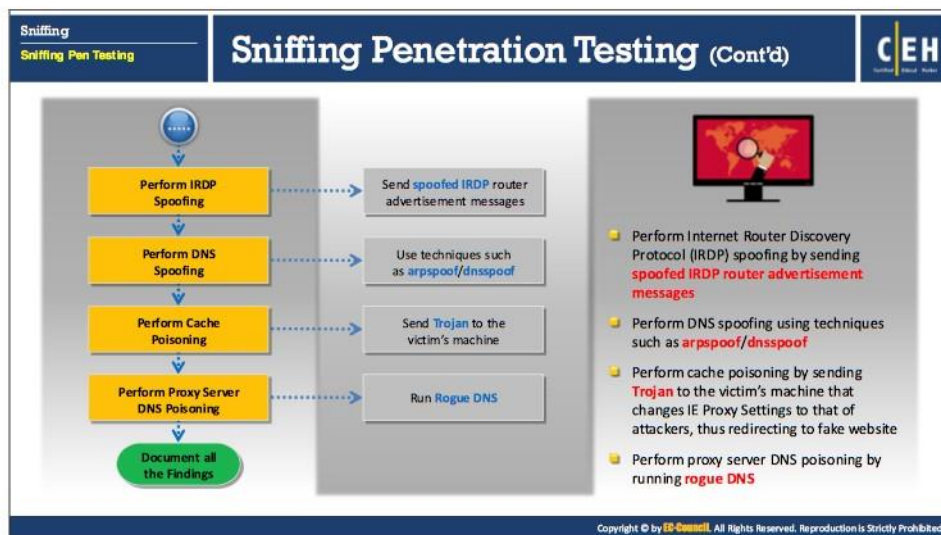 Sniffing
Sniffing Pen Testing
Sniffing Penetration Testing (Cont'd)
CEH
Certified Ethical Hacker
Perform IRDP
Spoofing
Send spoofed IRDP router
advertisement messages
Perform DNS
Spoofing
Use techniques such
as arpspoof/dnsspoof
Perform Cache
Poisoning
Send Trojan to the
victim's machine
Perform Proxy Server
DNS Poisoning
Run Rogue DNS
Document all
the Findings
Perform Internet Router Discovery
Protocol (IRDP) spoofing by sending
spoofed IRDP router advertisement
messages
Perform DNS spoofing using techniques
such as arpspoof/dnsspoof
Perform cache poisoning by sending
Trojan to the victim's machine that
changes IE Proxy Settings to that of
attackers, thus redirecting to fake website
Perform proxy server DNS poisoning by
running rogue DNS
Copyright © by EC-Council. All Rights Reserved. Reproduction is Strictly Prohibited.